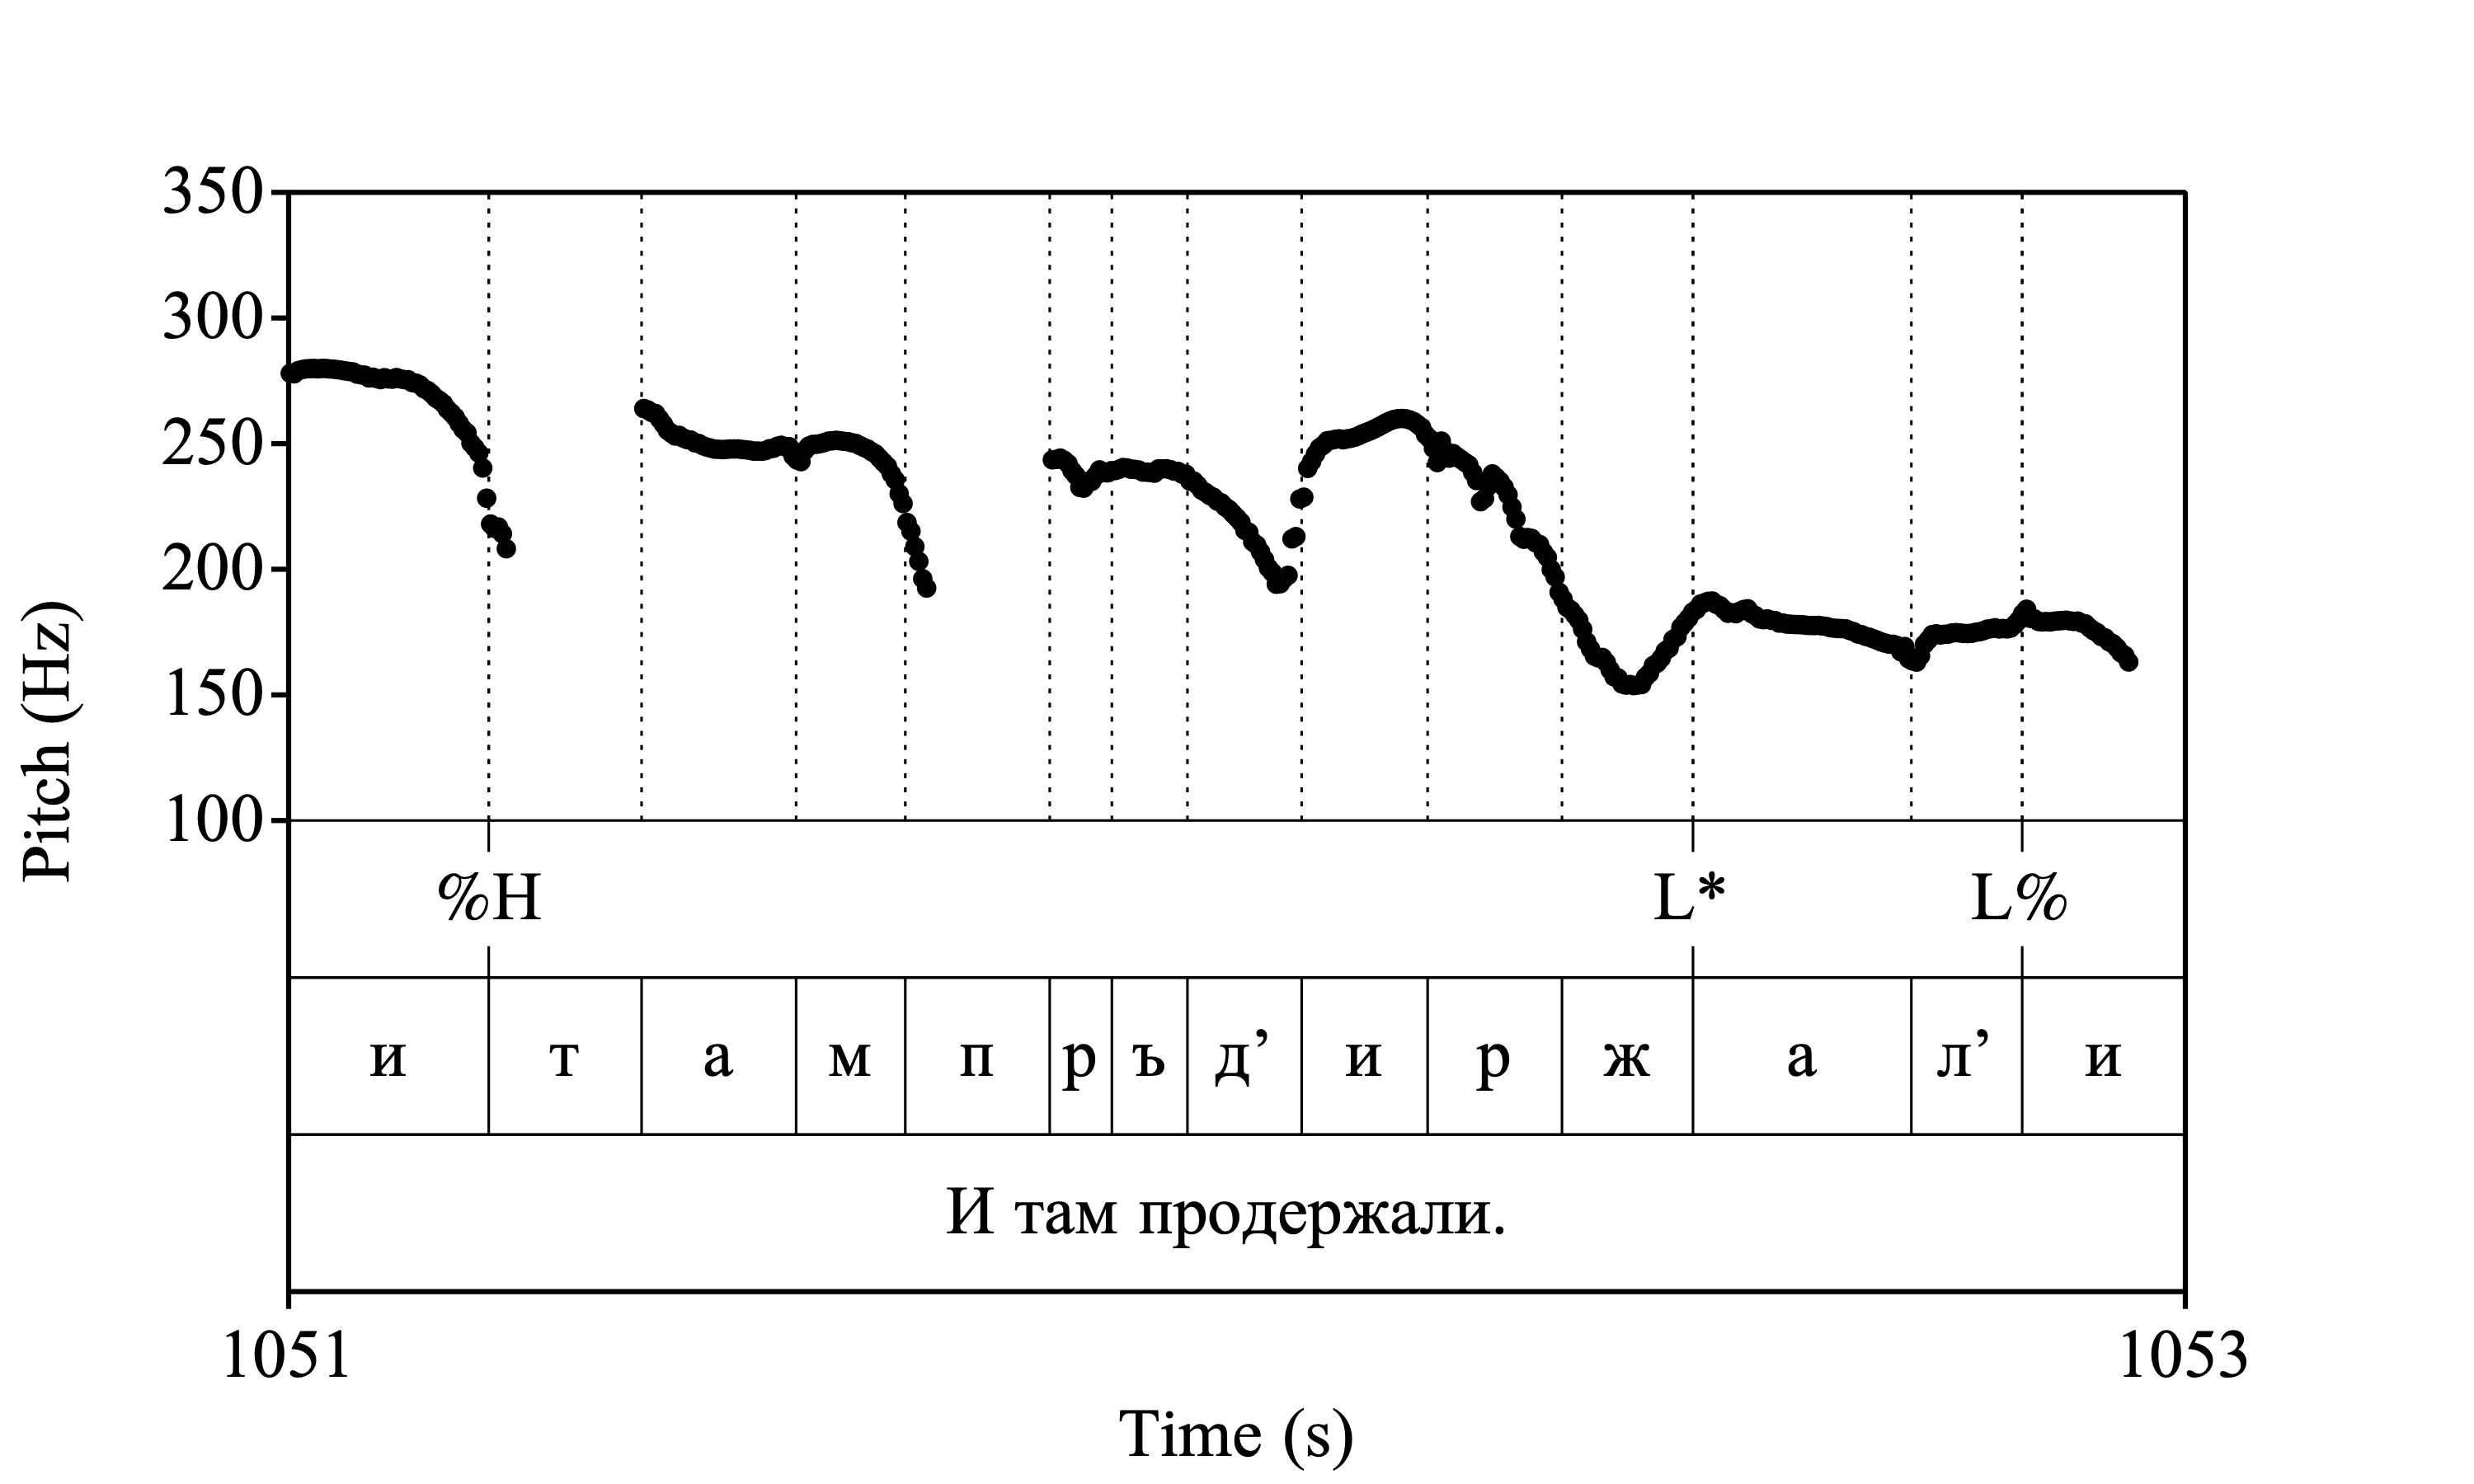 350
300
250
200
150
100
Pitch (Hz)
%H L* L%
и т а м п р ъ д’ и р ж а л’ и
И там продержали.
1051 1053
Time (s)